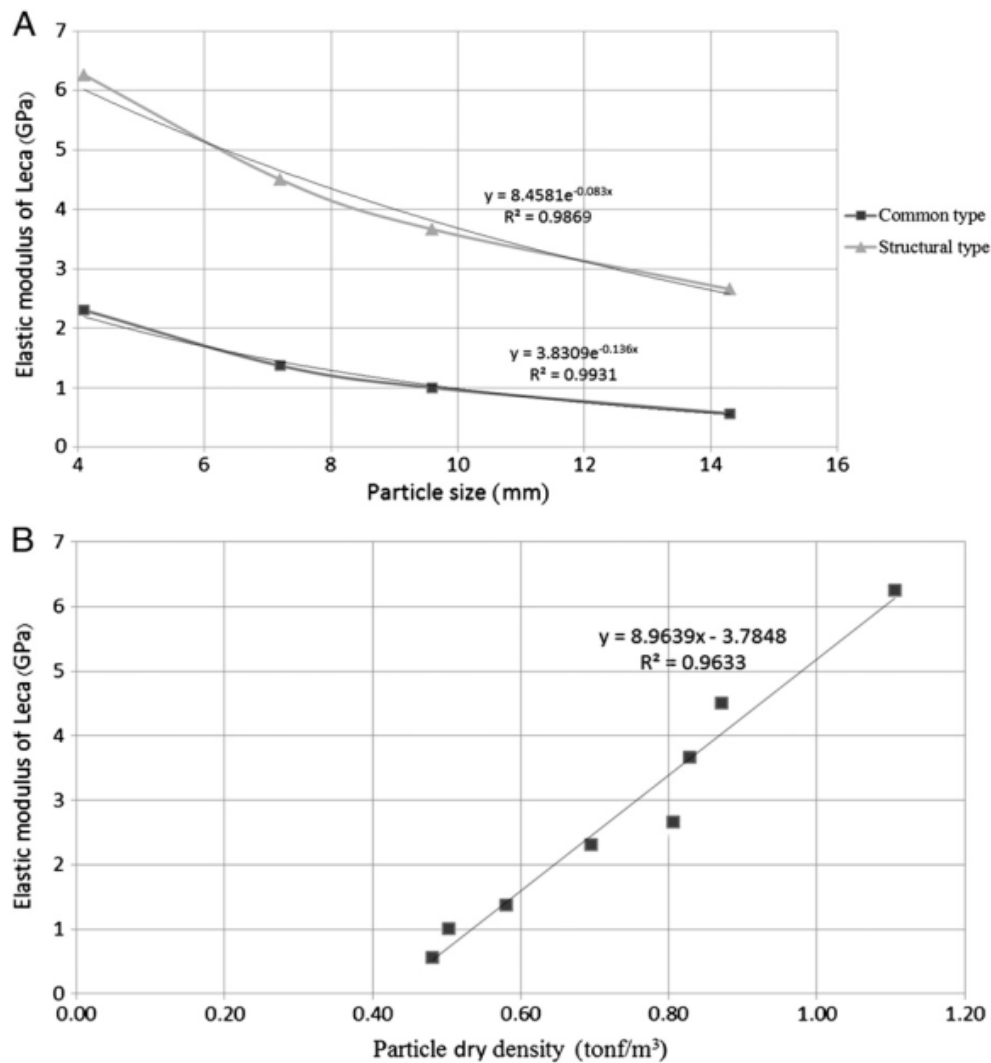 A
7
6
5
4
3
2
1
0
Elastic modulus of Leca (GPa)
y = 8.4581e^-0.083x
R² = 0.9869
y = 3.8309e^-0.136x
R² = 0.9931
Common type
Structural type
4 6 8 10 12 14 16
Particle size (mm)
B
7
6
5
4
3
2
1
0
Elastic modulus of Leca (GPa)
y = 8.9639x - 3.7848
R² = 0.9633
0.00 0.20 0.40 0.60 0.80 1.00 1.20
Particle dry density (tonf/m³)